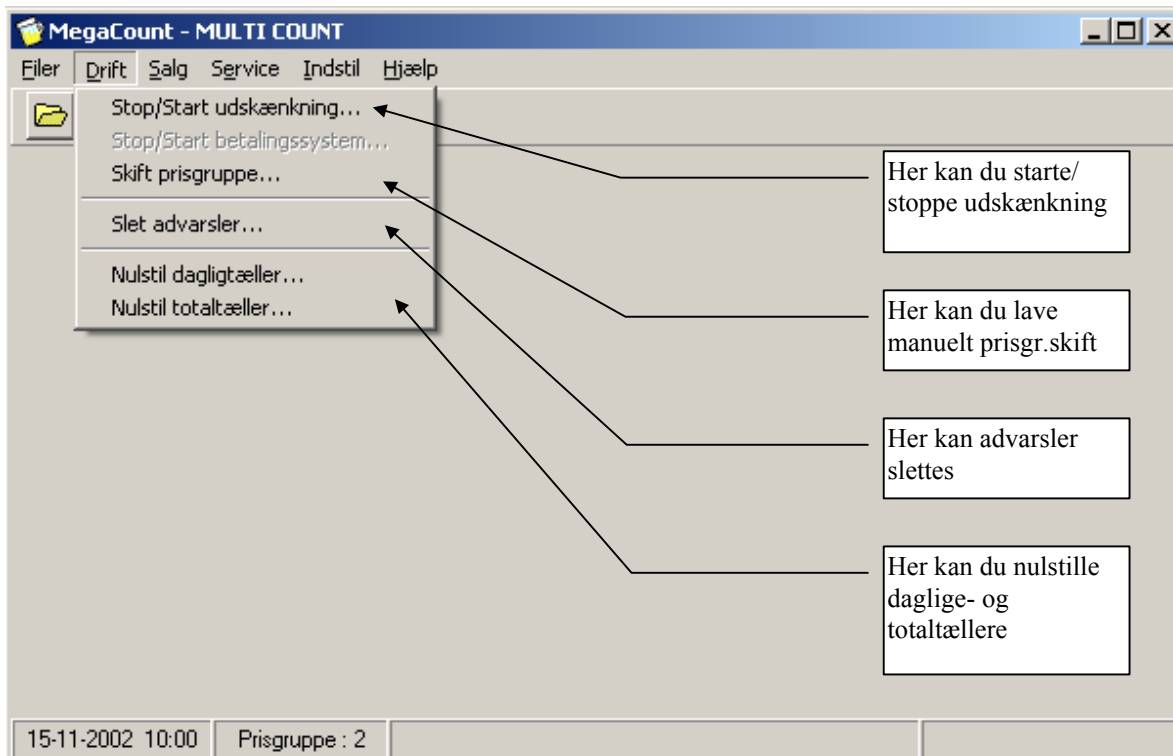 MegaCount - MULTI COUNT
Filer Drift Salg Service Indstil Hjælp
Stop/Start udskænkning...
Stop/Start betalingssystem...
Skift prisgruppe...
Slet advarsler...
Nulstil dagligtæller...
Nulstil totaltæller...
Her kan du starte/
stoppe udskænkning
Her kan du lave
manuelt prisgr.skift
Her kan advarsler
slettes
Her kan du nulstille
daglige- og
totaltællere
15-11-2002 10:00 Prisgruppe : 2